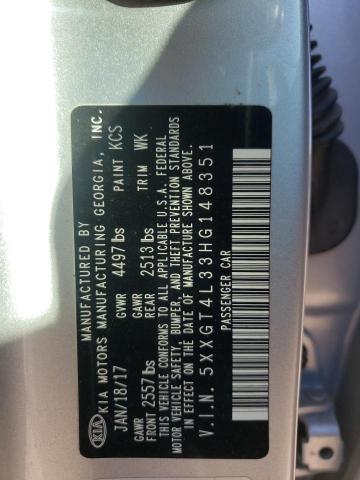 MANUFACTURED BY
KIA KIA MOTORS MANUFACTURING GEORGIA, INC.
JAN/18/17 GVWR 4497 lbs PAINT KCS
GAWR FRONT 2557 lbs GAWR REAR 2513 lbs TRIM WK
THIS VEHICLE CONFORMS TO ALL APPLICABLE U.S.A. FEDERAL
MOTOR VEHICLE SAFETY, BUMPER, AND THEFT PREVENTION STANDARDS
IN EFFECT ON THE DATE OF MANUFACTURE SHOWN ABOVE.
V.I.N. 5XXGT4L33HG148351
PASSENGER CAR